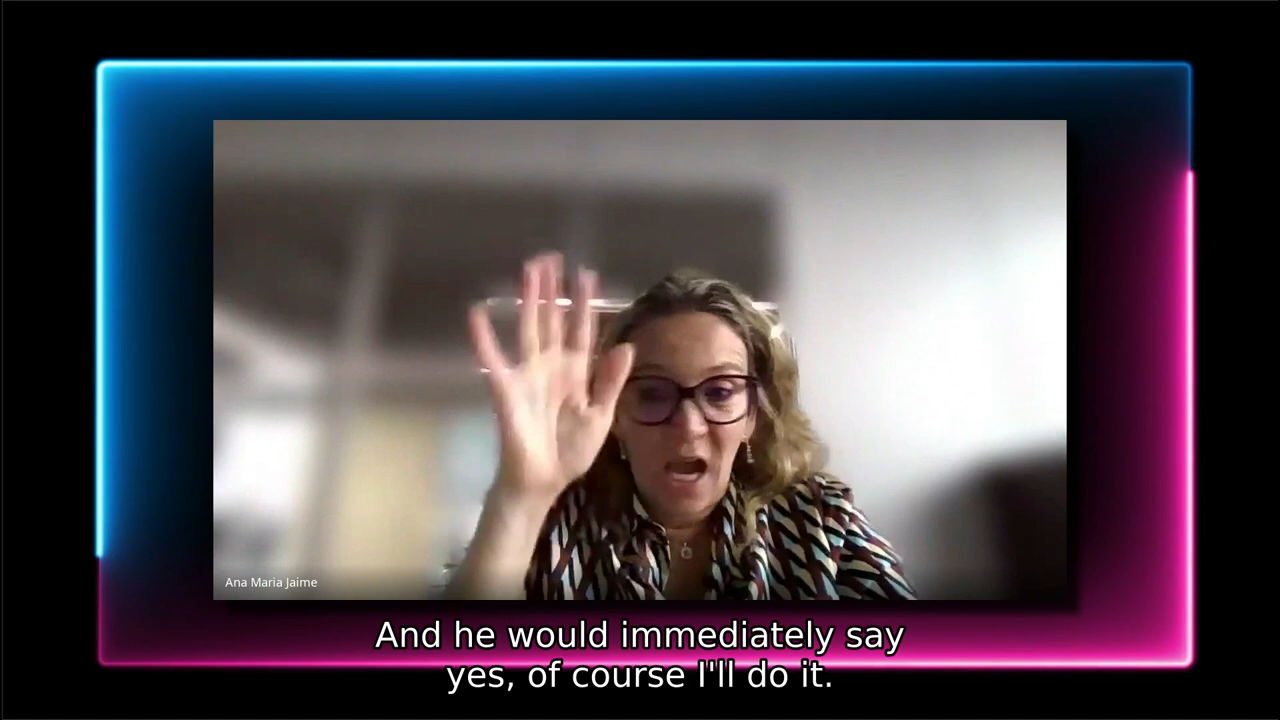 Ana Maria Jaime
And he would immediately say
yes, of course I'll do it.